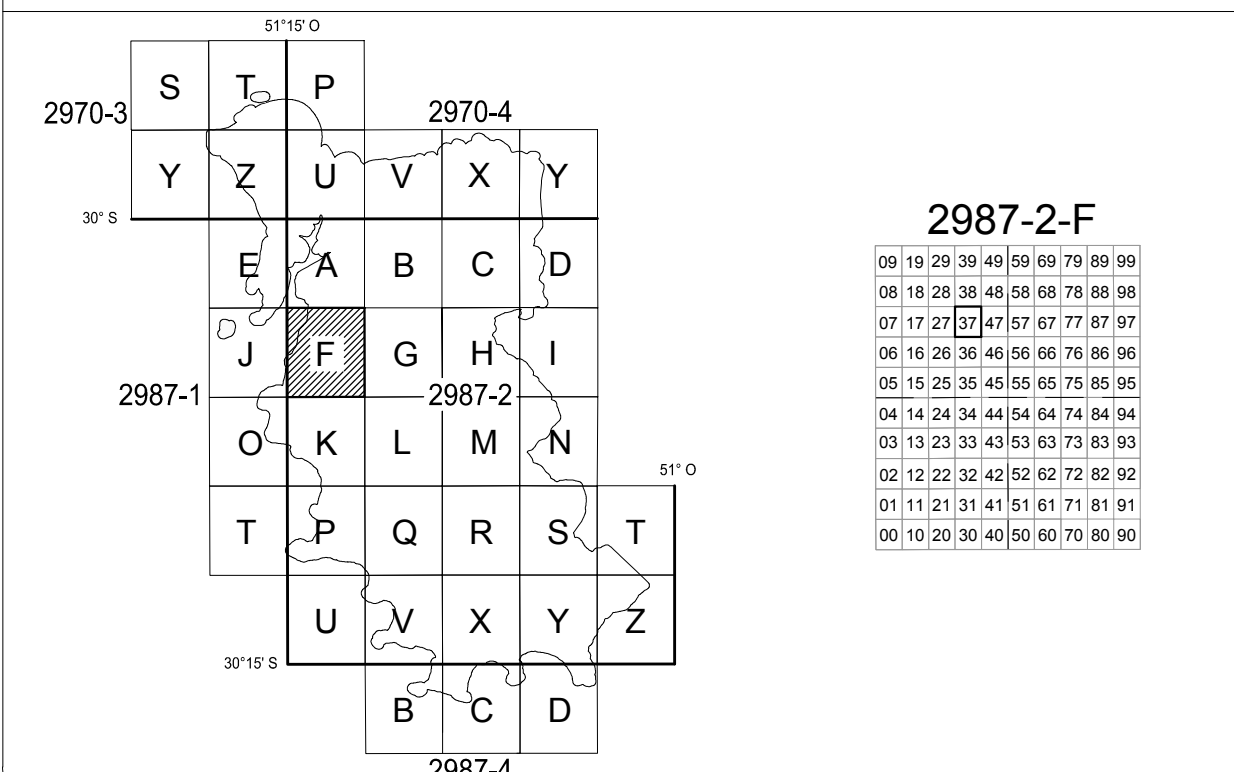 51°15' O
S T P
2970-3 2970-4
Y Z U V X Y
30° S
E A B C D
J F G H I
2987-1 2987-2
O K L M N
51° O
T P Q R S T
U V X Y Z
30°15' S
B C D
2987-4
2987-2-F
09 19 29 39 49 59 69 79 89 99
08 18 28 38 48 58 68 78 88 98
07 17 27 37 47 57 67 77 87 97
06 16 26 36 46 56 66 76 86 96
05 15 25 35 45 55 65 75 85 95
04 14 24 34 44 54 64 74 84 94
03 13 23 33 43 53 63 73 83 93
02 12 22 32 42 52 62 72 82 92
01 11 21 31 41 51 61 71 81 91
00 10 20 30 40 50 60 70 80 90